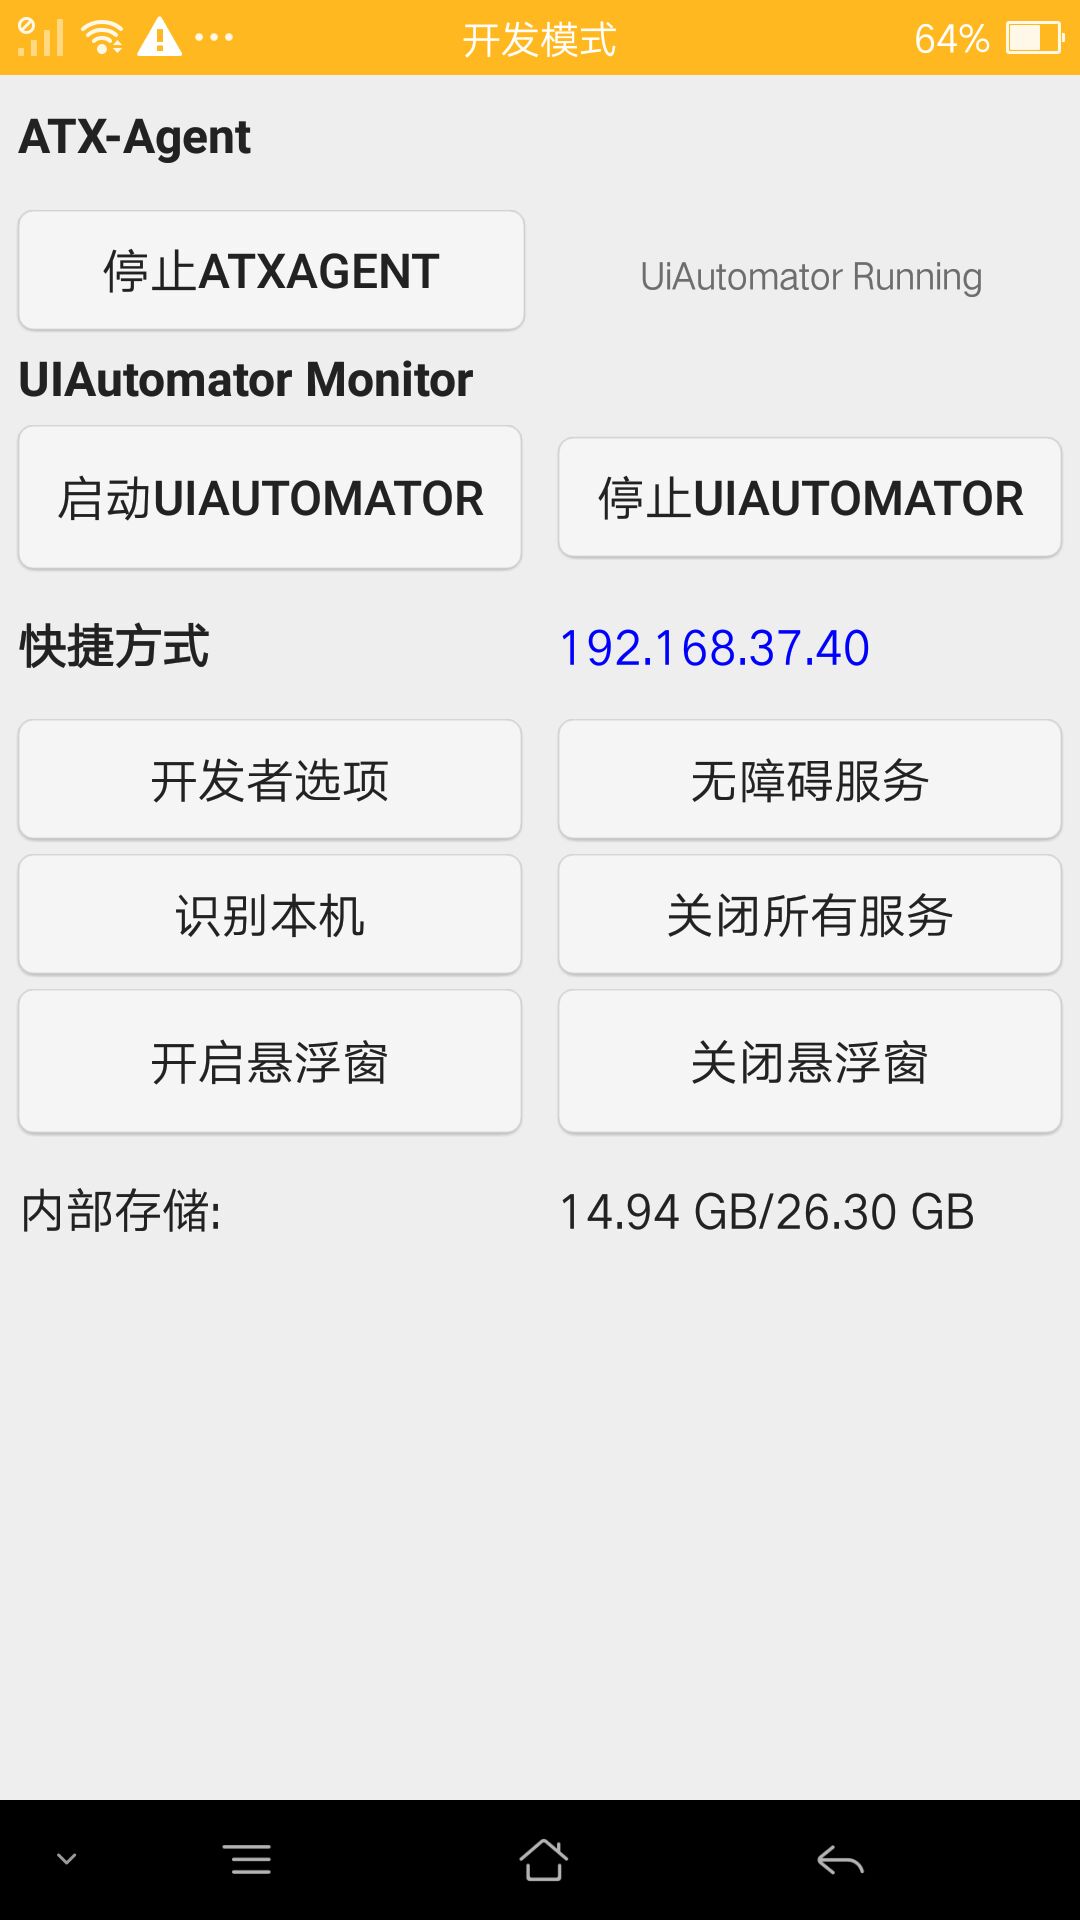 开发模式 64%
ATX-Agent
停止ATXAGENT UiAutomator Running
UIAutomator Monitor
启动UIAUTOMATOR 停止UIAUTOMATOR
快捷方式 192.168.37.40
开发者选项 无障碍服务
识别本机 关闭所有服务
开启悬浮窗 关闭悬浮窗
内部存储: 14.94 GB/26.30 GB